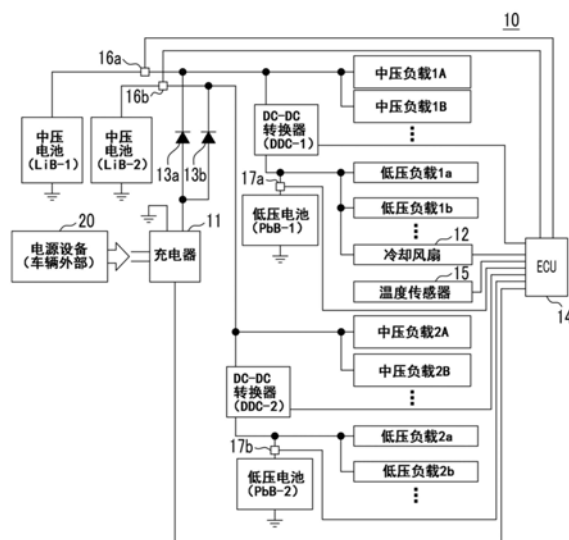 10
16a
16b
中压负载1A
中压负载1B
中压
电池
(LiB-1)
中压
电池
(LiB-2)
13a
13b
DC-DC
转换器
(DDC-1)
17a
低压负载1a
低压负载1b
低压电池
(PbB-1)
20
11
12
电源设备
(车辆外部)
充电器
冷却风扇
15
温度传感器
ECU
14
中压负载2A
中压负载2B
DC-DC
转换器
(DDC-2)
17b
低压负载2a
低压负载2b
低压电池
(PbB-2)